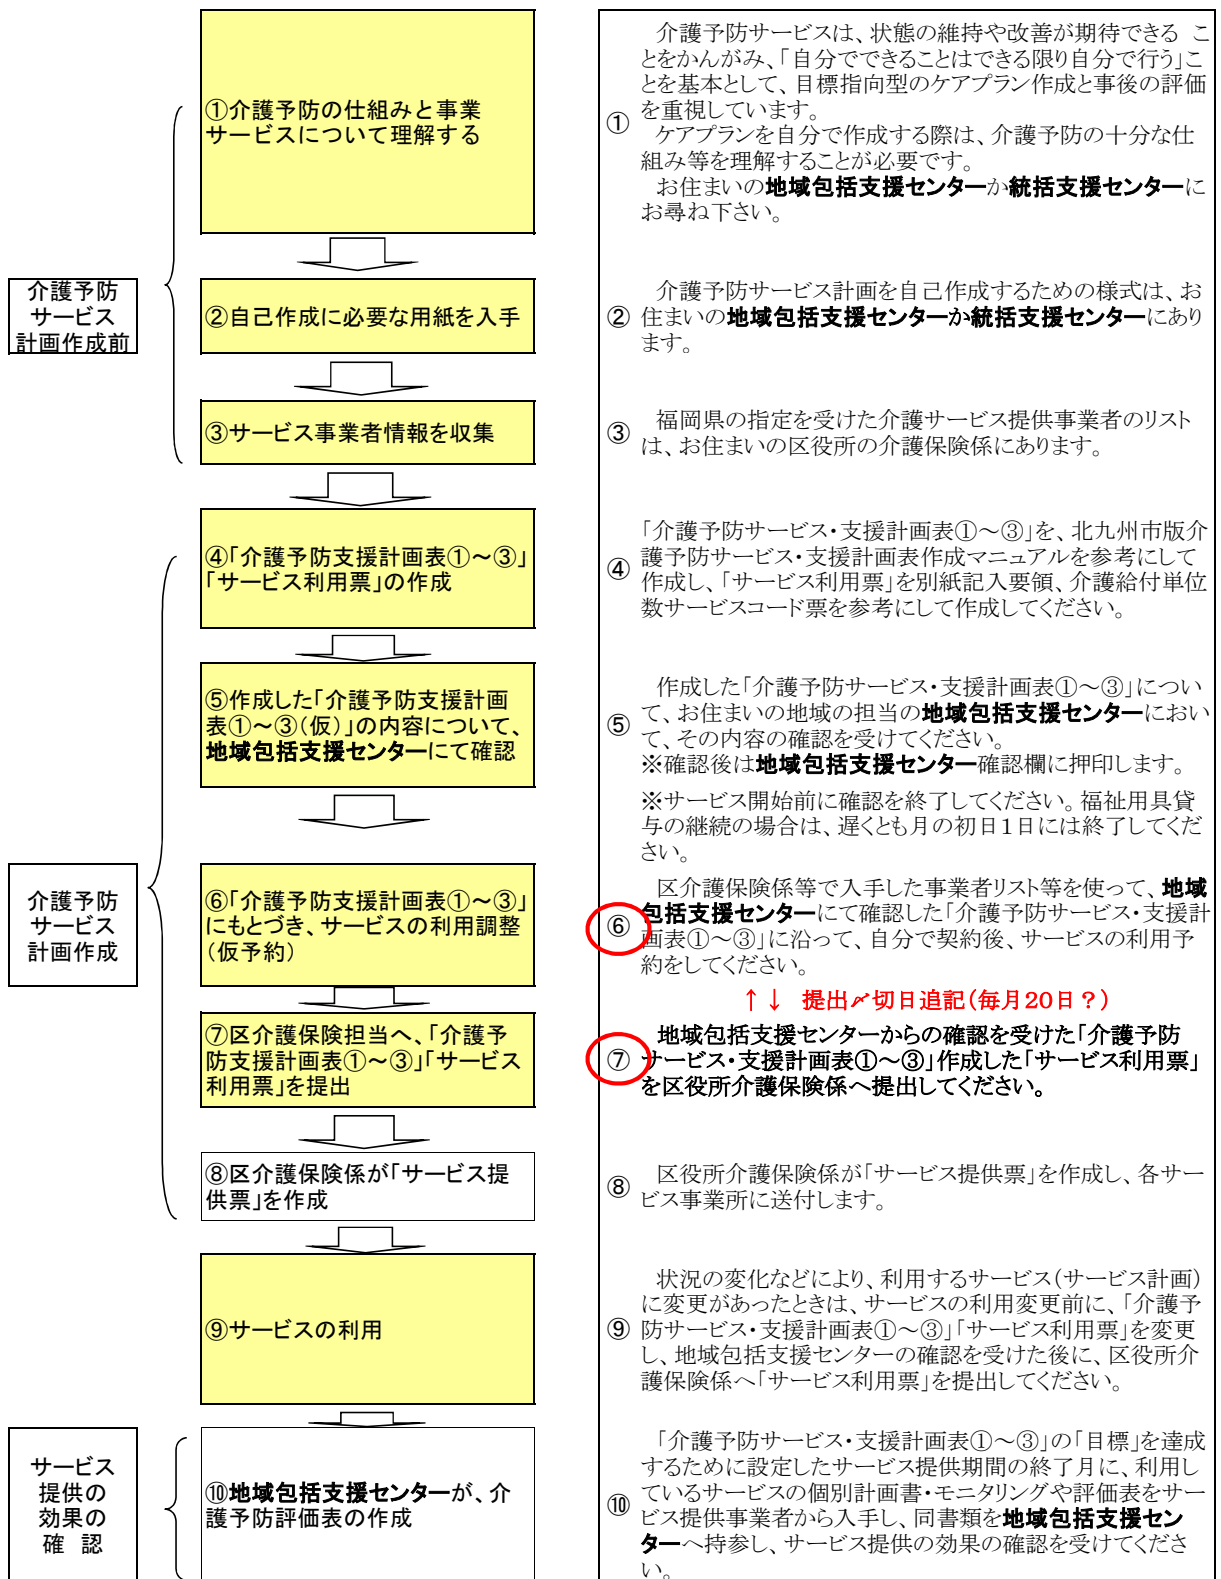 ①介護予防の仕組みと事業
サービスについて理解する
①
介護予防サービスは、状態の維持や改善が期待できる こ
とをかんがみ、「自分でできることはできる限り自分で行う」こ
とを基本として、目標指向型のケアプラン作成と事後の評価
を重視しています。
ケアプランを自分で作成する際は、介護予防の十分な仕
組み等を理解することが必要です。
お住まいの地域包括支援センターか統括支援センターに
お尋ね下さい。
介護予防
サービス
計画作成前
②自己作成に必要な用紙を入手
②
介護予防サービス計画を自己作成するための様式は、お
住まいの地域包括支援センターか統括支援センターにあり
ます。
③サービス事業者情報を収集
③
福岡県の指定を受けた介護サービス提供事業者のリスト
は、お住まいの区役所の介護保険係にあります。
④「介護予防支援計画表①～③」
「サービス利用票」の作成
④
「介護予防サービス・支援計画表①～③」を、北九州市版介
護予防サービス・支援計画表作成マニュアルを参考にして
作成し、「サービス利用票」を別紙記入要領、介護給付単位
数サービスコード票を参考にして作成してください。
⑤作成した「介護予防支援計画
表①～③（仮）」の内容について、
地域包括支援センターにて確認
⑤
作成した「介護予防サービス・支援計画表①～③」につい
て、お住まいの地域の担当の地域包括支援センターにおい
て、その内容の確認を受けてください。
※確認後は地域包括支援センター確認欄に押印します。
※サービス開始前に確認を終了してください。福祉用具貸
与の継続の場合は、遅くとも月の初日１日には終了してくだ
さい。
介護予防
サービス
計画作成
⑥「介護予防支援計画表①～③」
にもとづき、サービスの利用調整
（仮予約）
⑥
区介護保険係等で入手した事業者リスト等を使って、地域
包括支援センターにて確認した「介護予防サービス・支援計
画表①～③」に沿って、自分で契約後、サービスの利用予
約をしてください。
↑↓ 提出〆切日追記（毎月20日？）
⑦区介護保険担当へ、「介護予
防支援計画表①～③」「サービス
利用票」を提出
⑦
地域包括支援センターからの確認を受けた「介護予防
サービス・支援計画表①～③」作成した「サービス利用票」
を区役所介護保険係へ提出してください。
⑧区介護保険係が「サービス提
供票」を作成
⑧
区役所介護保険係が「サービス提供票」を作成し、各サー
ビス事業所に送付します。
⑨サービスの利用
⑨
状況の変化などにより、利用するサービス（サービス計画）
に変更があったときは、サービスの利用変更前に、「介護予
防サービス・支援計画表①～③」「サービス利用票」を変更
し、地域包括支援センターの確認を受けた後に、区役所介
護保険係へ「サービス利用票」を提出してください。
サービス
提供の
効果の
確 認
⑩地域包括支援センターが、介
護予防評価表の作成
⑩
「介護予防サービス・支援計画表①～③」の「目標」を達成
するために設定したサービス提供期間の終了月に、利用し
ているサービスの個別計画書・モニタリングや評価表をサー
ビス提供事業者から入手し、同書類を地域包括支援セン
ターへ持参し、サービス提供の効果の確認を受けてくださ
い。